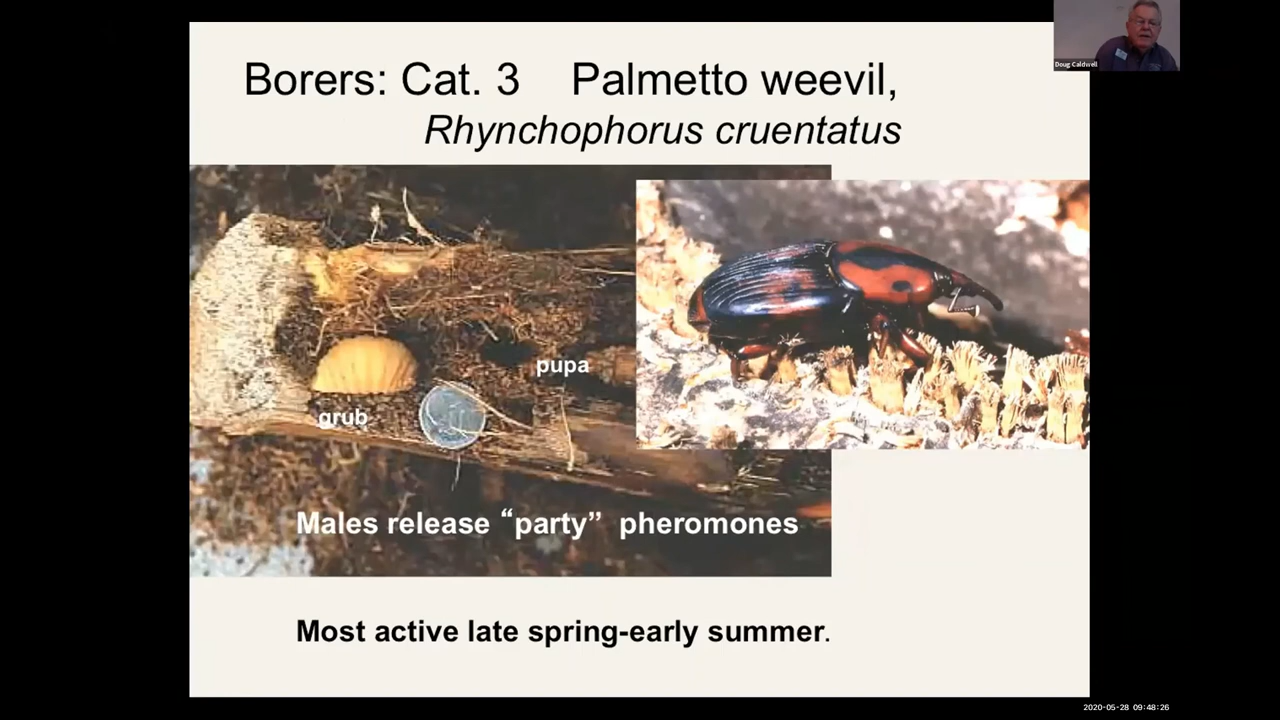 Borers: Cat. 3 Palmetto weevil,
Rhynchophorus cruentatus
Doug Caldwell
pupa
grub
Males release “party” pheromones
Most active late spring-early summer.
2020-05-28 09:48:26